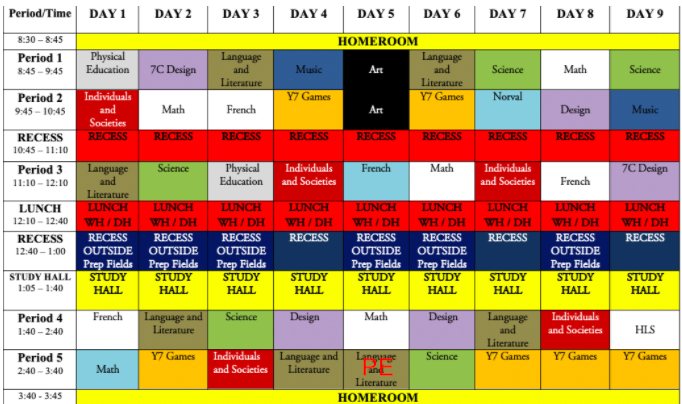 Period/Time DAY 1 DAY 2 DAY 3 DAY 4 DAY 5 DAY 6 DAY 7 DAY 8 DAY 9
8:30 – 8:45 HOMEROOM
Period 1 Physical Language Language
8:45 – 9:45 Education 7C Design and Music Art and Science Math Science
Literature Literature
Period 2 Individuals Y7 Games Y7 Games Norval
9:45 – 10:45 and Math French Art Design Music
Societies
RECESS RECESS RECESS RECESS RECESS RECESS RECESS RECESS RECESS RECESS
10:45 – 11:10
Period 3 Language Science Physical Individuals French Math Individuals 7C Design
11:10 – 12:10 and Education and Societies and Societies French
Literature
LUNCH LUNCH LUNCH LUNCH LUNCH LUNCH LUNCH LUNCH LUNCH LUNCH
12:10 – 12:40 WH / DH WH / DH WH / DH WH / DH WH / DH WH / DH WH / DH WH / DH WH / DH
RECESS RECESS RECESS RECESS RECESS RECESS RECESS RECESS RECESS RECESS
12:40 – 1:00 OUTSIDE OUTSIDE OUTSIDE OUTSIDE OUTSIDE OUTSIDE
Prep Fields Prep Fields Prep Fields Prep Fields Prep Fields Prep Fields
STUDY HALL STUDY STUDY STUDY STUDY STUDY STUDY STUDY STUDY STUDY
1:05 – 1:40 HALL HALL HALL HALL HALL HALL HALL HALL HALL
Period 4 French Language and Science Design Math Design Language Individuals
1:40 – 2:40 Literature and and Societies HLS
Literature
Period 5 Y7 Games Individuals Language and Language Science Y7 Games Y7 Games Y7 Games
2:40 – 3:40 Math and Societies Literature and PE
Literature
3:40 - 3:45 HOMEROOM